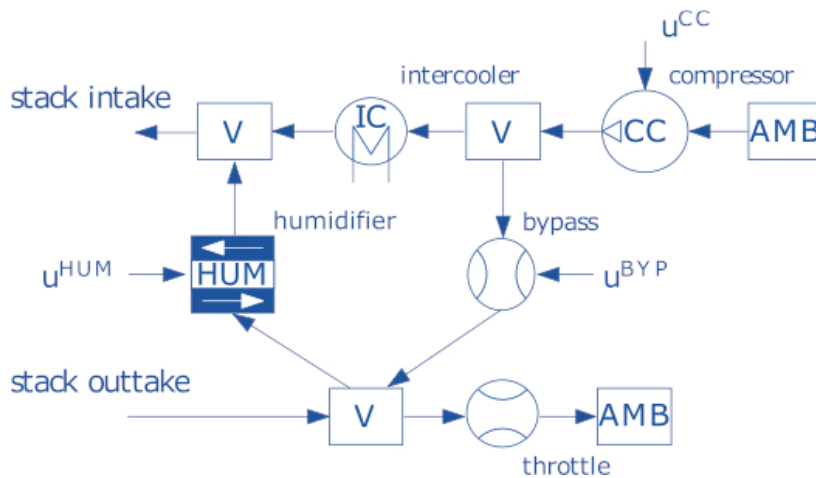 u^CC
intercooler
compressor
stack intake
V
IC
V
CC
AMB
humidifier
bypass
u^HUM
HUM
u^BYP
stack outtake
V
AMB
throttle